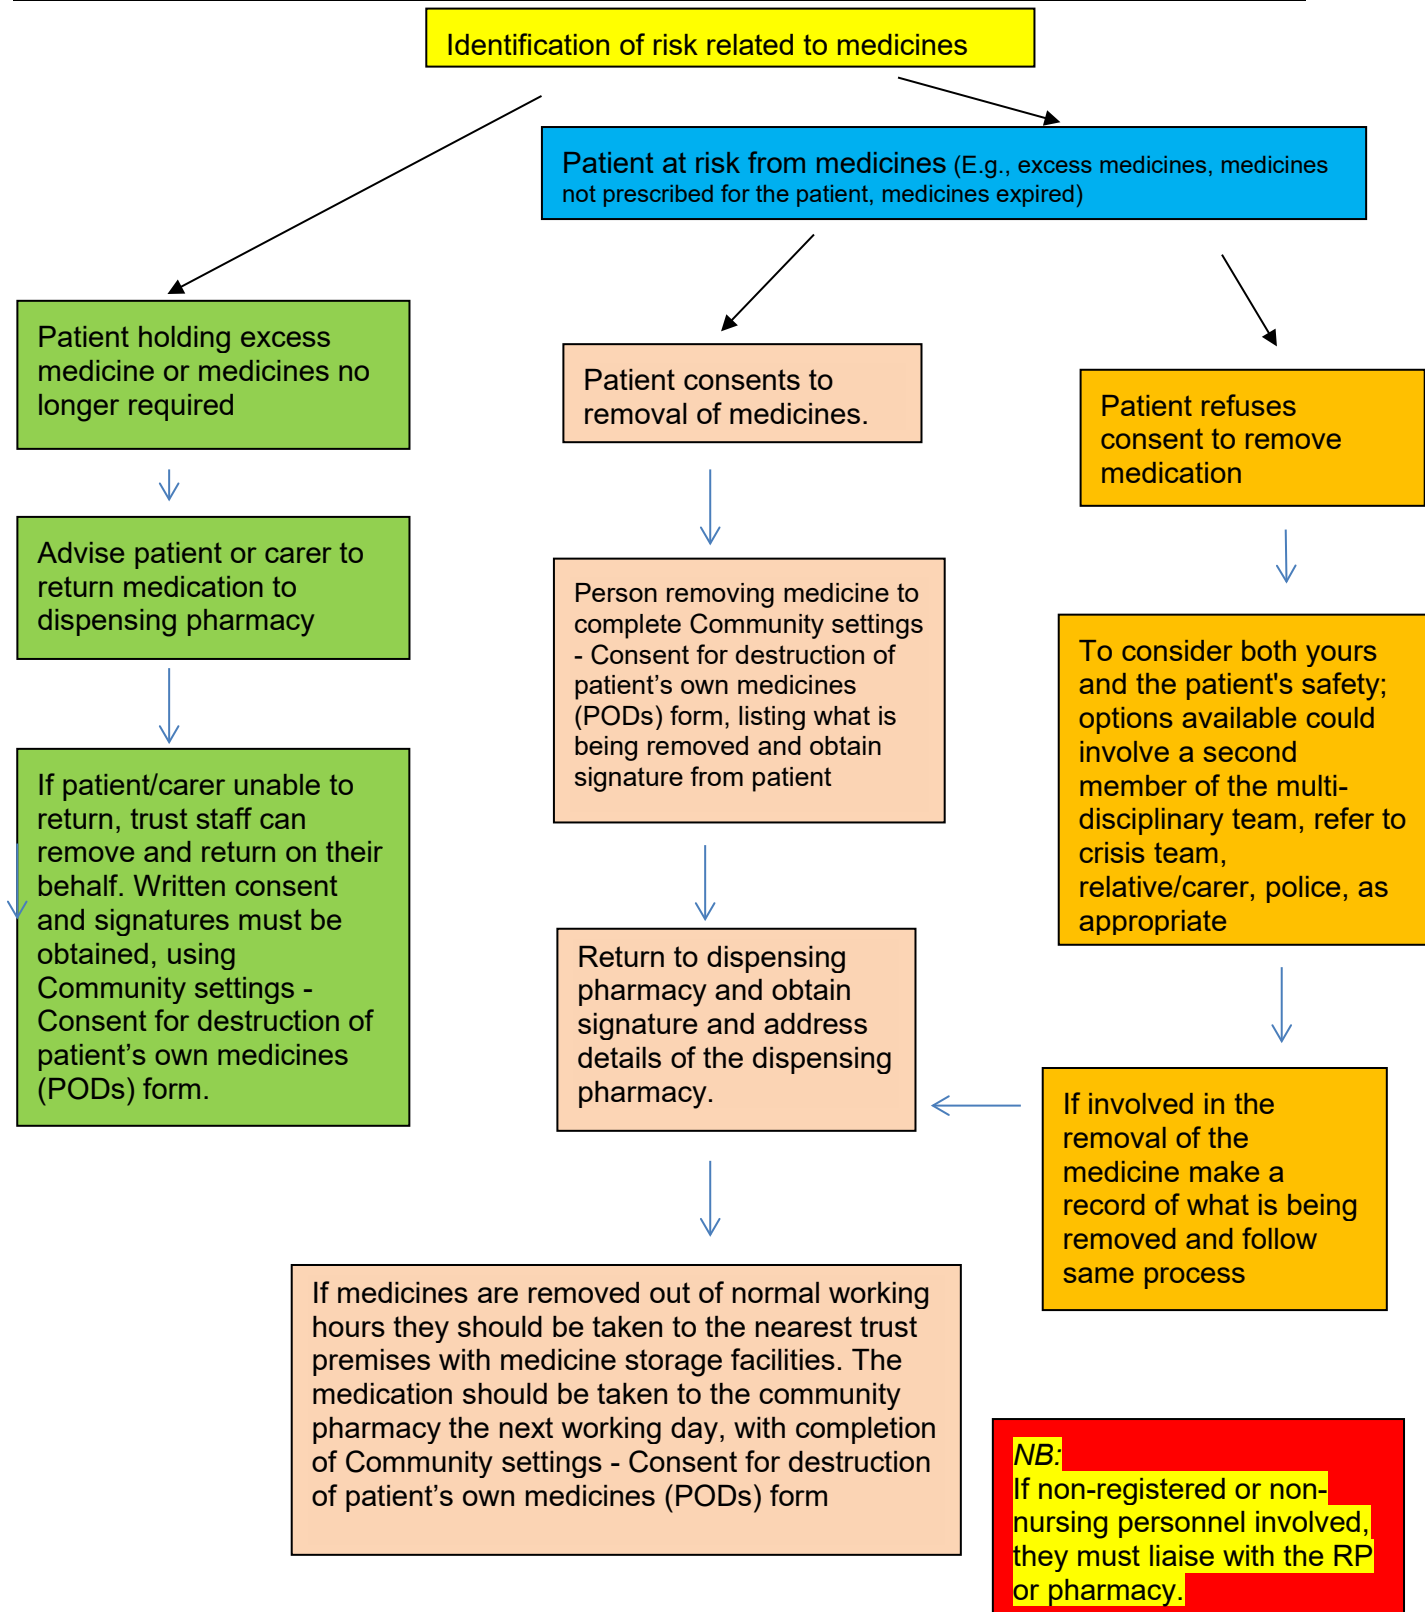 Identification of risk related to medicines
Patient at risk from medicines (E.g., excess medicines, medicines
not prescribed for the patient, medicines expired)
Patient holding excess
medicine or medicines no
longer required
Advise patient or carer to
return medication to
dispensing pharmacy
If patient/carer unable to
return, trust staff can
remove and return on their
behalf. Written consent
and signatures must be
obtained, using
Community settings -
Consent for destruction of
patient’s own medicines
(PODs) form.
Patient consents to
removal of medicines.
Person removing medicine to
complete Community settings
- Consent for destruction of
patient’s own medicines
(PODs) form, listing what is
being removed and obtain
signature from patient
Return to dispensing
pharmacy and obtain
signature and address
details of the dispensing
pharmacy.
If medicines are removed out of normal working
hours they should be taken to the nearest trust
premises with medicine storage facilities. The
medication should be taken to the community
pharmacy the next working day, with completion
of Community settings - Consent for destruction
of patient’s own medicines (PODs) form
Patient refuses
consent to remove
medication
To consider both yours
and the patient's safety;
options available could
involve a second
member of the multi-
disciplinary team, refer to
crisis team,
relative/carer, police, as
appropriate
If involved in the
removal of the
medicine make a
record of what is being
removed and follow
same process
NB:
If non-registered or non-
nursing personnel involved,
they must liaise with the RP
or pharmacy.